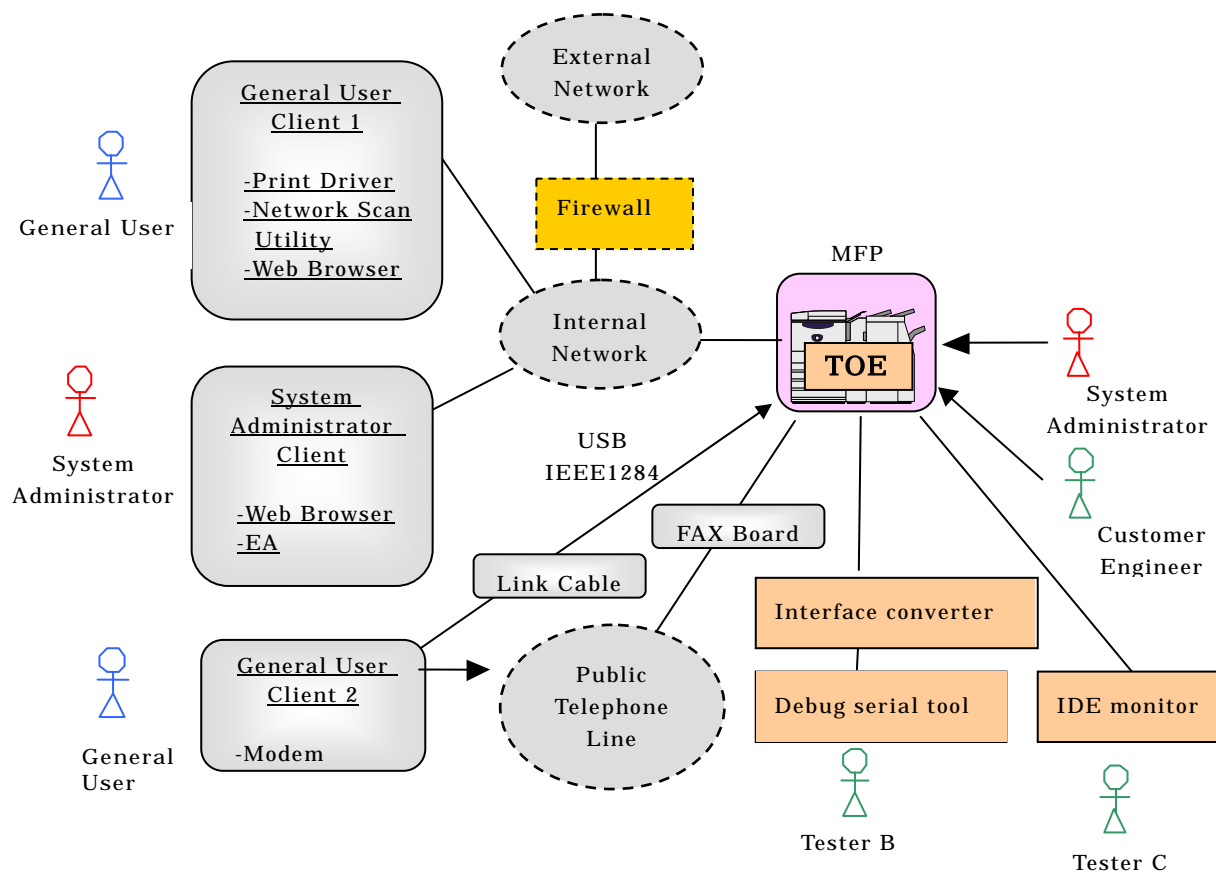 External
Network
General User
Client 1
-Print Driver
-Network Scan
Utility
-Web Browser
General User
Firewall
MFP
Internal
Network
TOE
System
Administrator
Client
-Web Browser
-EA
System
Administrator
System
Administrator
USB
IEEE1284
FAX Board
Customer
Engineer
Link Cable
Interface converter
General User
Client 2
-Modem
General
User
Public
Telephone
Line
Debug serial tool
IDE monitor
Tester B
Tester C